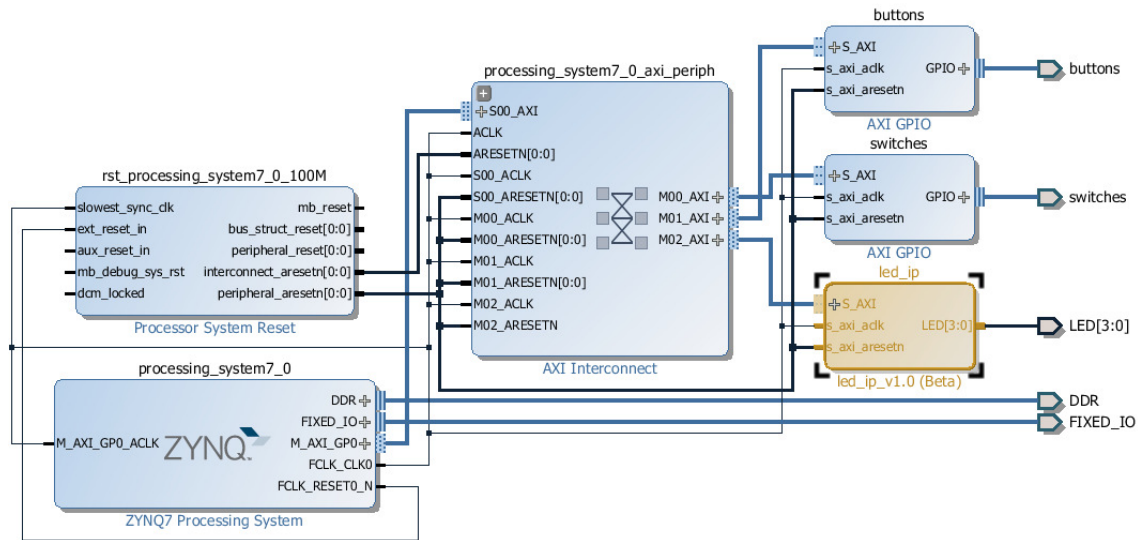 buttons
S_AXI
s_axi_aclk
s_axi_aresetn
GPIO
AXI GPIO
buttons
switches
S_AXI
s_axi_aclk
s_axi_aresetn
GPIO
AXI GPIO
switches
led_ip
S_AXI
s_axi_aclk
s_axi_aresetn
LED[3:0]
led_ip_v1.0 (Beta)
LED[3:0]
processing_system7_0_axi_periph
S00_AXI
ACLK
ARESETN[0:0]
S00_ACLK
S00_ARESETN[0:0]
M00_ACLK
M00_ARESETN[0:0]
M01_ACLK
M01_ARESETN[0:0]
M02_ACLK
M02_ARESETN
M00_AXI
M01_AXI
M02_AXI
AXI Interconnect
rst_processing_system7_0_100M
slowest_sync_clk
ext_reset_in
aux_reset_in
mb_debug_sys_rst
dcm_locked
mb_reset
bus_struct_reset[0:0]
peripheral_reset[0:0]
interconnect_aresetn[0:0]
peripheral_aresetn[0:0]
Processor System Reset
processing_system7_0
M_AXI_GP0_ACLK
ZYNQ
DDR
FIXED_IO
M_AXI_GP0
FCLK_CLK0
FCLK_RESET0_N
ZYNQ7 Processing System
DDR
FIXED_IO